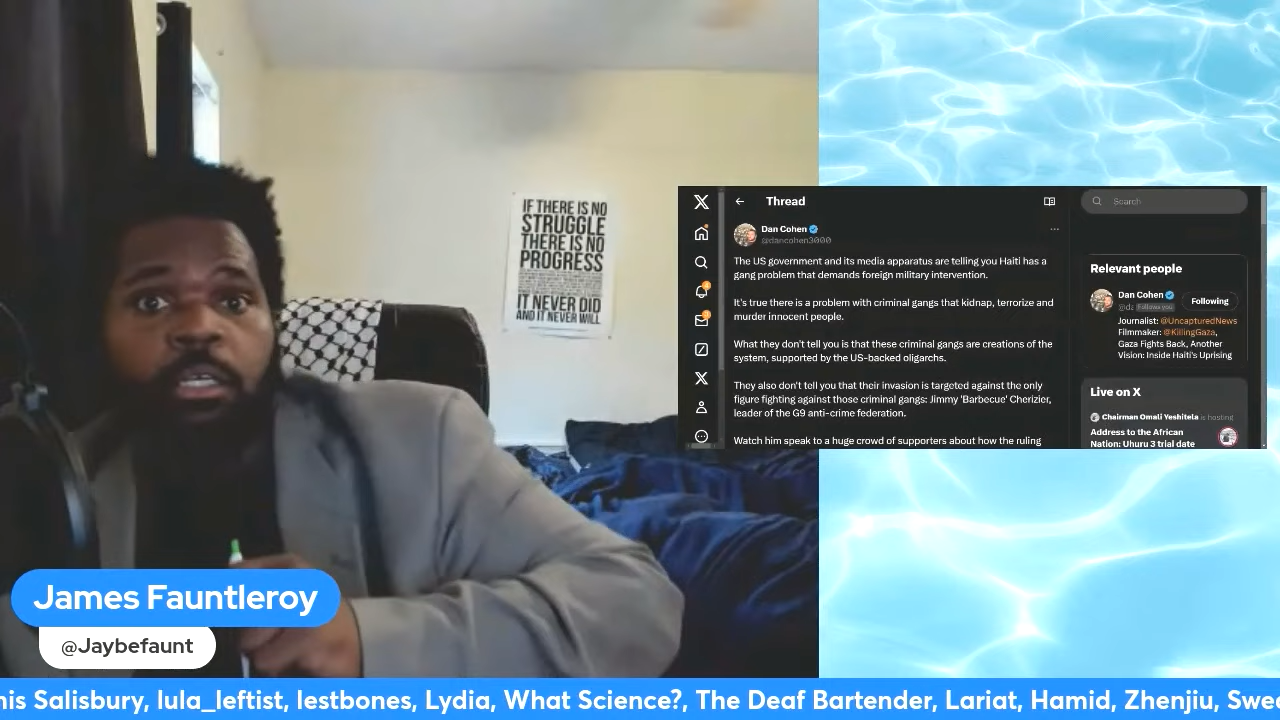 IF THERE IS NO
STRUGGLE
THERE IS NO
PROGRESS
IT NEVER DID
AND IT NEVER WILL
James Fauntleroy
@Jaybefaunt
Thread
Dan Cohen
@dancohen3000
The US government and its media apparatus are telling you Haiti has a
gang problem that demands foreign military intervention.
It's true there is a problem with criminal gangs that kidnap, terrorize and
murder innocent people.
What they don't tell you is that these criminal gangs are creations of the
system, supported by the US-backed oligarchs.
They also don't tell you that their invasion is targeted against the only
figure fighting against those criminal gangs: Jimmy 'Barbecue' Cherizier,
leader of the G9 anti-crime federation.
Watch him speak to a huge crowd of supporters about how the ruling
Search
Relevant people
Dan Cohen
Following
@da Follows you
Journalist: @UncapturedNews
Filmmaker: @KillingGaza,
Gaza Fights Back, Another
Vision: Inside Haiti's Uprising
Live on X
Chairman Omali Yeshitela is hosting
Address to the African
Nation: Uhuru 3 trial date
his Salisbury, lula_leftist, lestbones, Lydia, What Science?, The Deaf Bartender, Lariat, Hamid, Zhenjiu, Swe